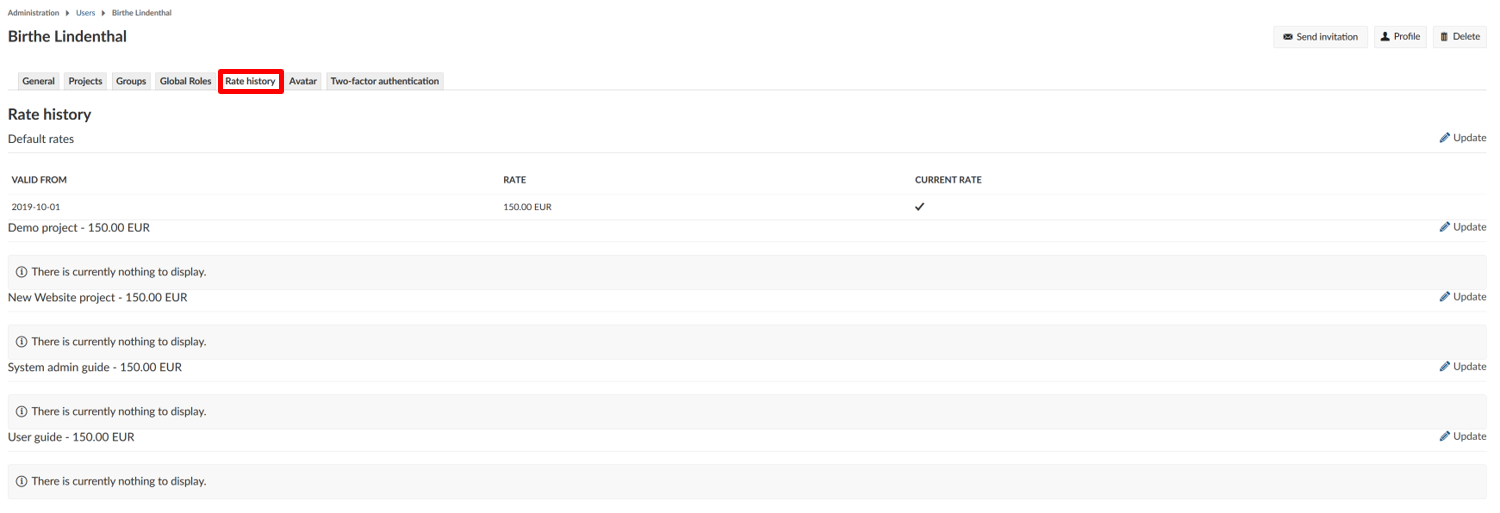 Administration Users Birthe Lindenthal
Birthe Lindenthal
Send invitation Profile Delete
General Projects Groups Global Roles Rate history Avatar Two-factor authentication
Rate history
Default rates Update
VALID FROM RATE CURRENT RATE
2019-10-01 150.00 EUR
Demo project - 150.00 EUR Update
There is currently nothing to display.
New Website project - 150.00 EUR Update
There is currently nothing to display.
System admin guide - 150.00 EUR Update
There is currently nothing to display.
User guide - 150.00 EUR Update
There is currently nothing to display.